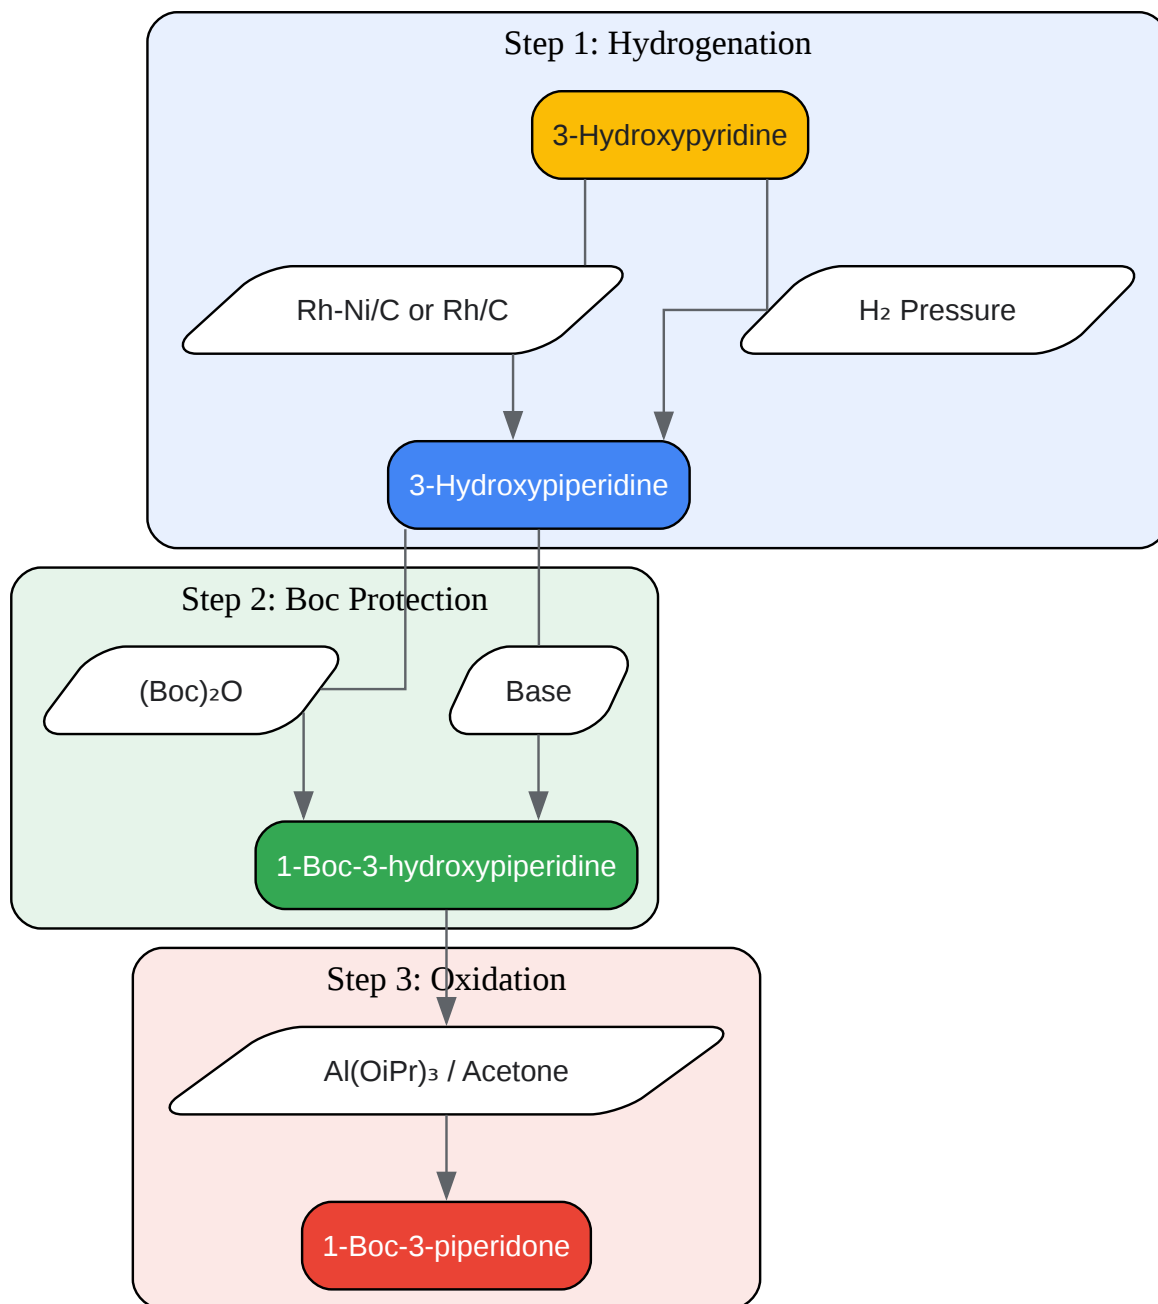 Step 1: Hydrogenation
3-Hydroxypyridine
Rh-Ni/C or Rh/C
H₂ Pressure
3-Hydroxypiperidine
Step 2: Boc Protection
(Boc)₂O
Base
1-Boc-3-hydroxypiperidine
Step 3: Oxidation
Al(OiPr)₃ / Acetone
1-Boc-3-piperidone